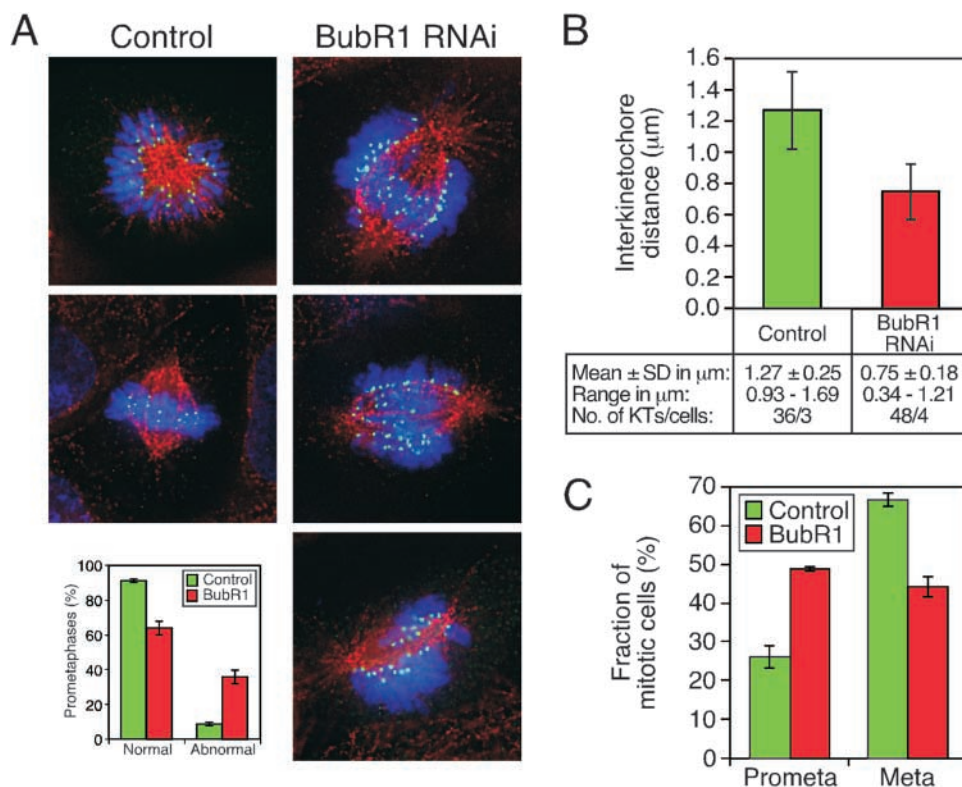 A
Control
BubR1 RNAi
Prometaphases (%)
100
80
60
40
20
0
Control
BubR1
Normal
Abnormal
B
Interkinetochore
distance (μm)
1.6
1.4
1.2
1.0
0.8
0.6
0.4
0.2
0.0
Control
BubR1
RNAi
Mean ± SD in μm: 1.27 ± 0.25 0.75 ± 0.18
Range in μm: 0.93 - 1.69 0.34 - 1.21
No. of KTs/cells: 36/3 48/4
C
Fraction of
mitotic cells (%)
70
60
50
40
30
20
10
0
Control
BubR1
Prometa
Meta